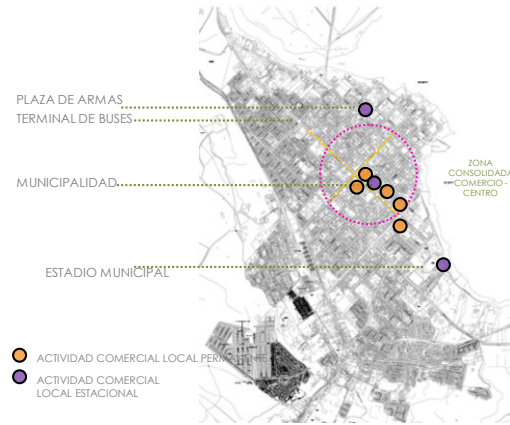 PLAZA DE ARMAS
TERMINAL DE BUSES
MUNICIPALIDAD
ESTADIO MUNICIPAL
ZONA
CONSOLIDADA
COMERCIO -
CENTRO
ACTIVIDAD COMERCIAL LOCAL PERMANENTE
ACTIVIDAD COMERCIAL
LOCAL ESTACIONAL